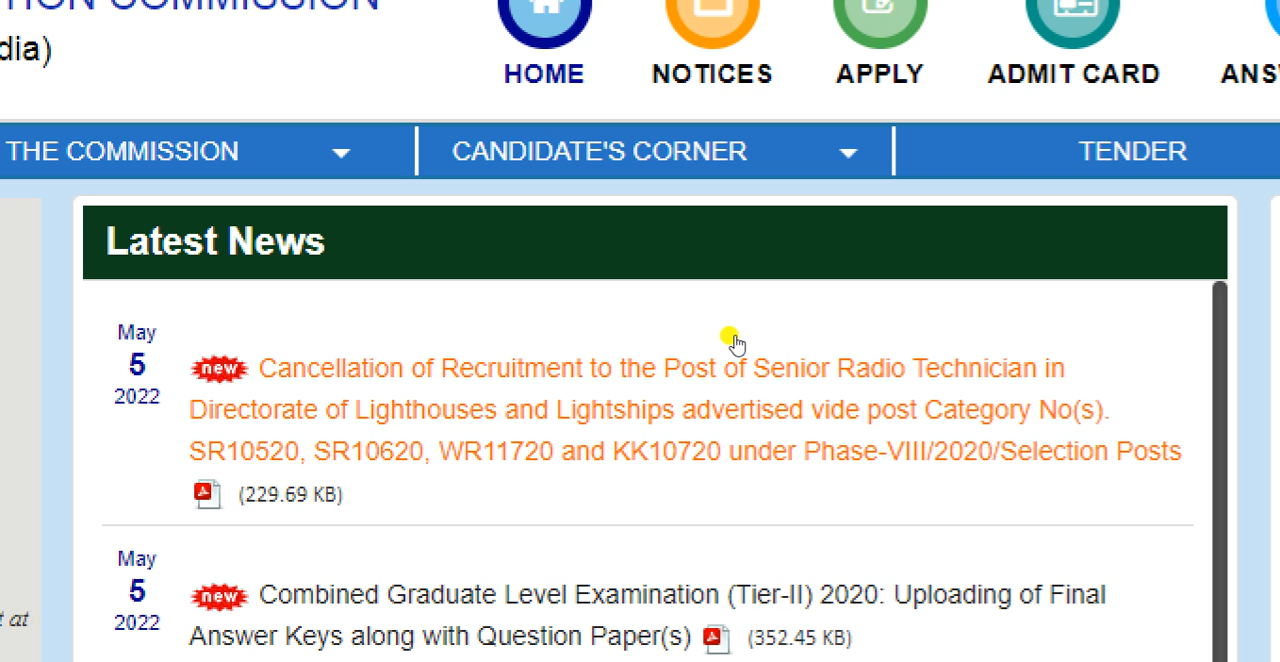 TION COMMISSION
dia)
HOME
NOTICES
APPLY
ADMIT CARD
ANS
THE COMMISSION
CANDIDATE'S CORNER
TENDER
Latest News
May
5
2022
new Cancellation of Recruitment to the Post of Senior Radio Technician in
Directorate of Lighthouses and Lightships advertised vide post Category No(s).
SR10520, SR10620, WR11720 and KK10720 under Phase-VIII/2020/Selection Posts
(229.69 KB)
May
5
2022
new Combined Graduate Level Examination (Tier-II) 2020: Uploading of Final
Answer Keys along with Question Paper(s) (352.45 KB)
t at